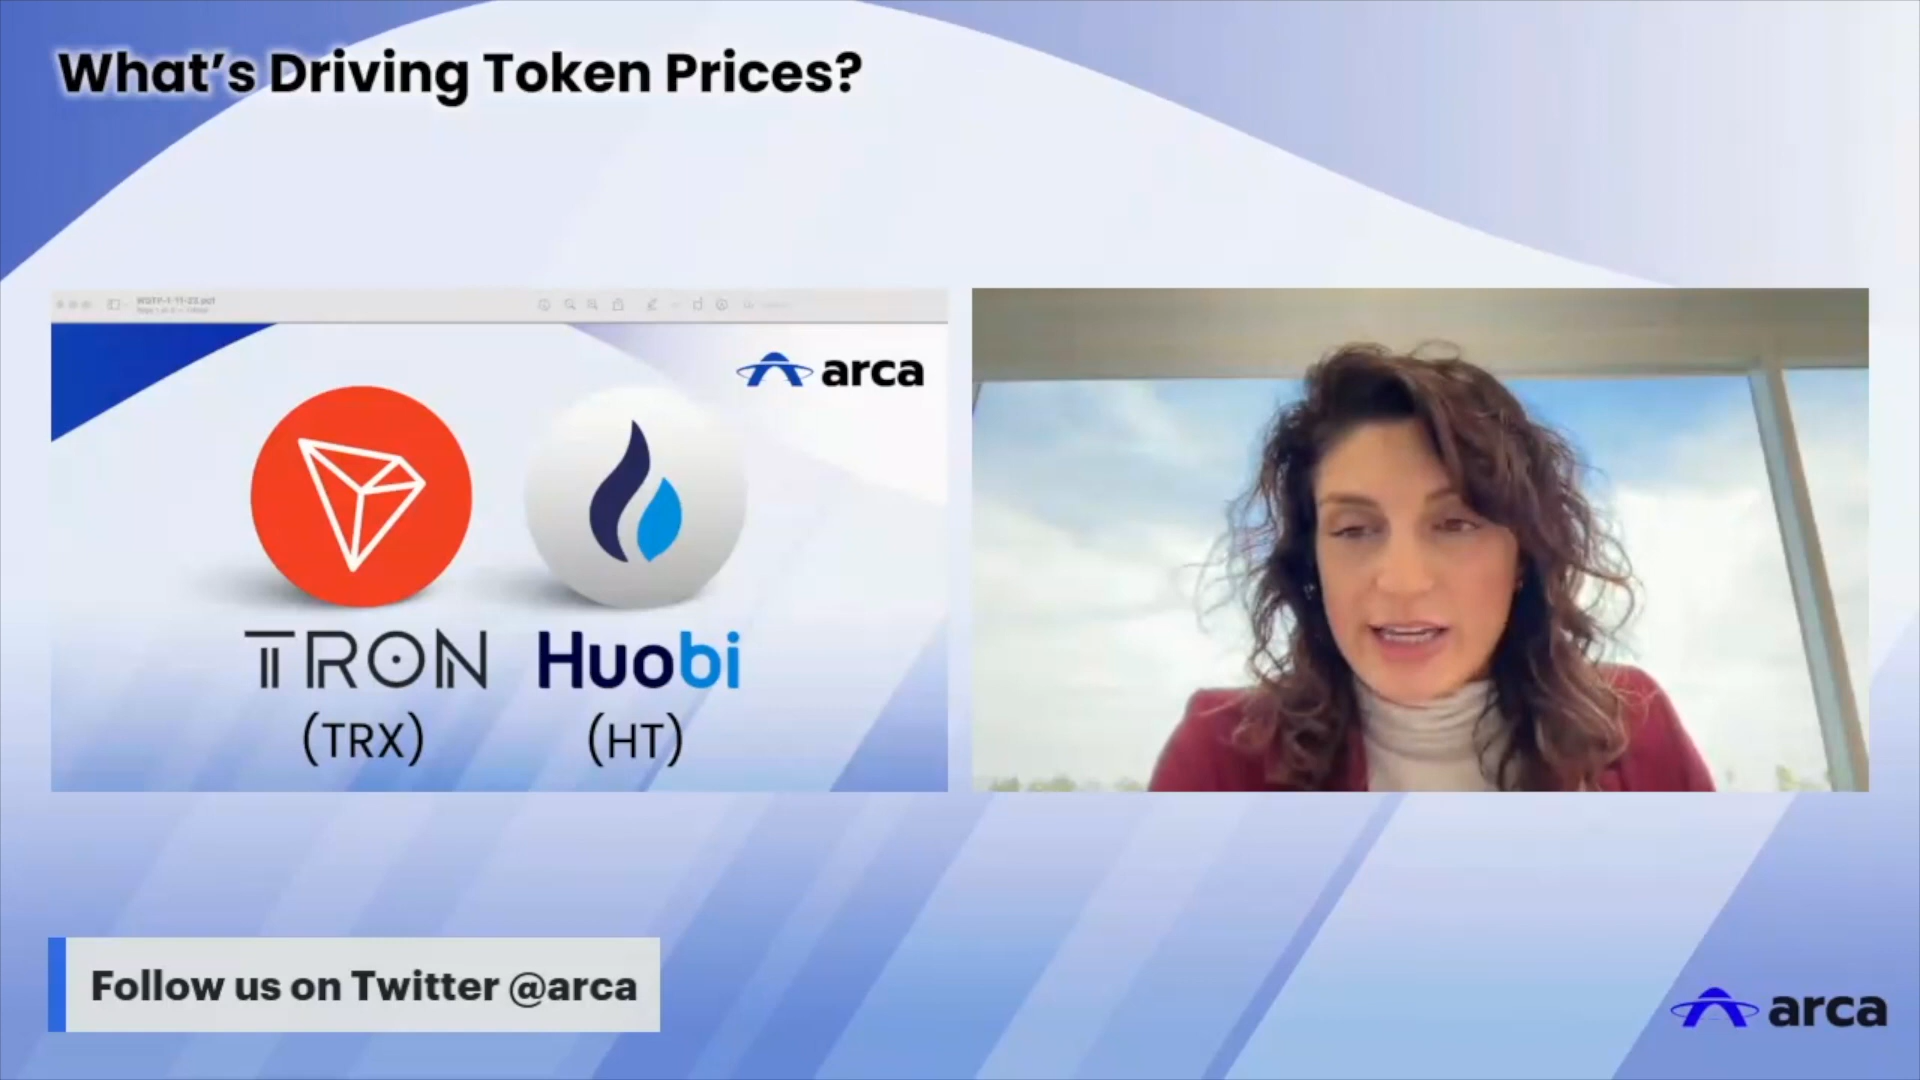 What's Driving Token Prices?
arca
TRON Huobi
(TRX) (HT)
Follow us on Twitter @arca
arca